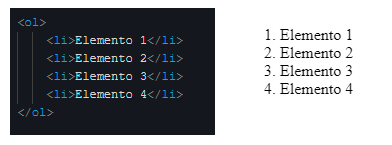 <ol>
<li>Elemento 1</li>
<li>Elemento 2</li>
<li>Elemento 3</li>
<li>Elemento 4</li>
</ol>
1. Elemento 1
2. Elemento 2
3. Elemento 3
4. Elemento 4